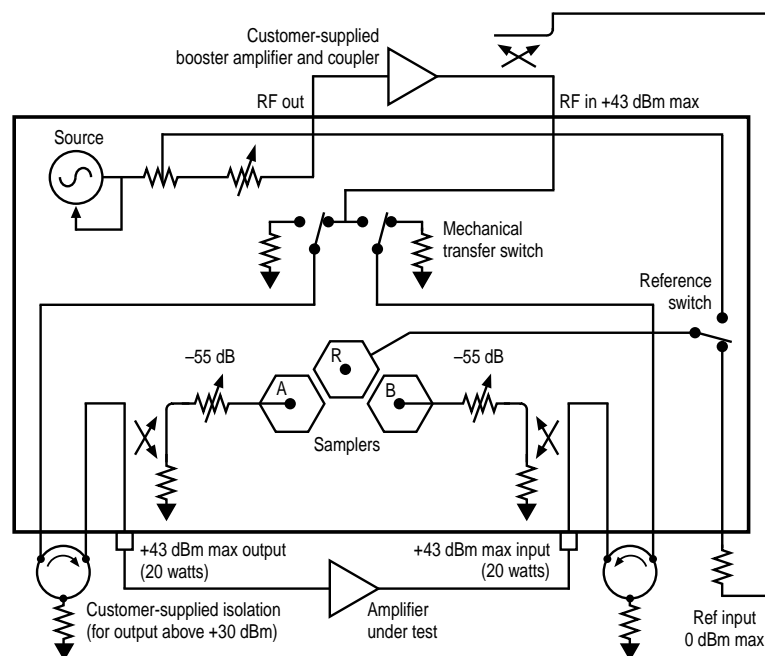 Customer-supplied
booster amplifier and coupler
RF out
RF in +43 dBm max
Source
Mechanical
transfer switch
Reference
switch
–55 dB
R
–55 dB
A
B
Samplers
+43 dBm max output
(20 watts)
+43 dBm max input
(20 watts)
Customer-supplied isolation
(for output above +30 dBm)
Amplifier
under test
Ref input
0 dBm max